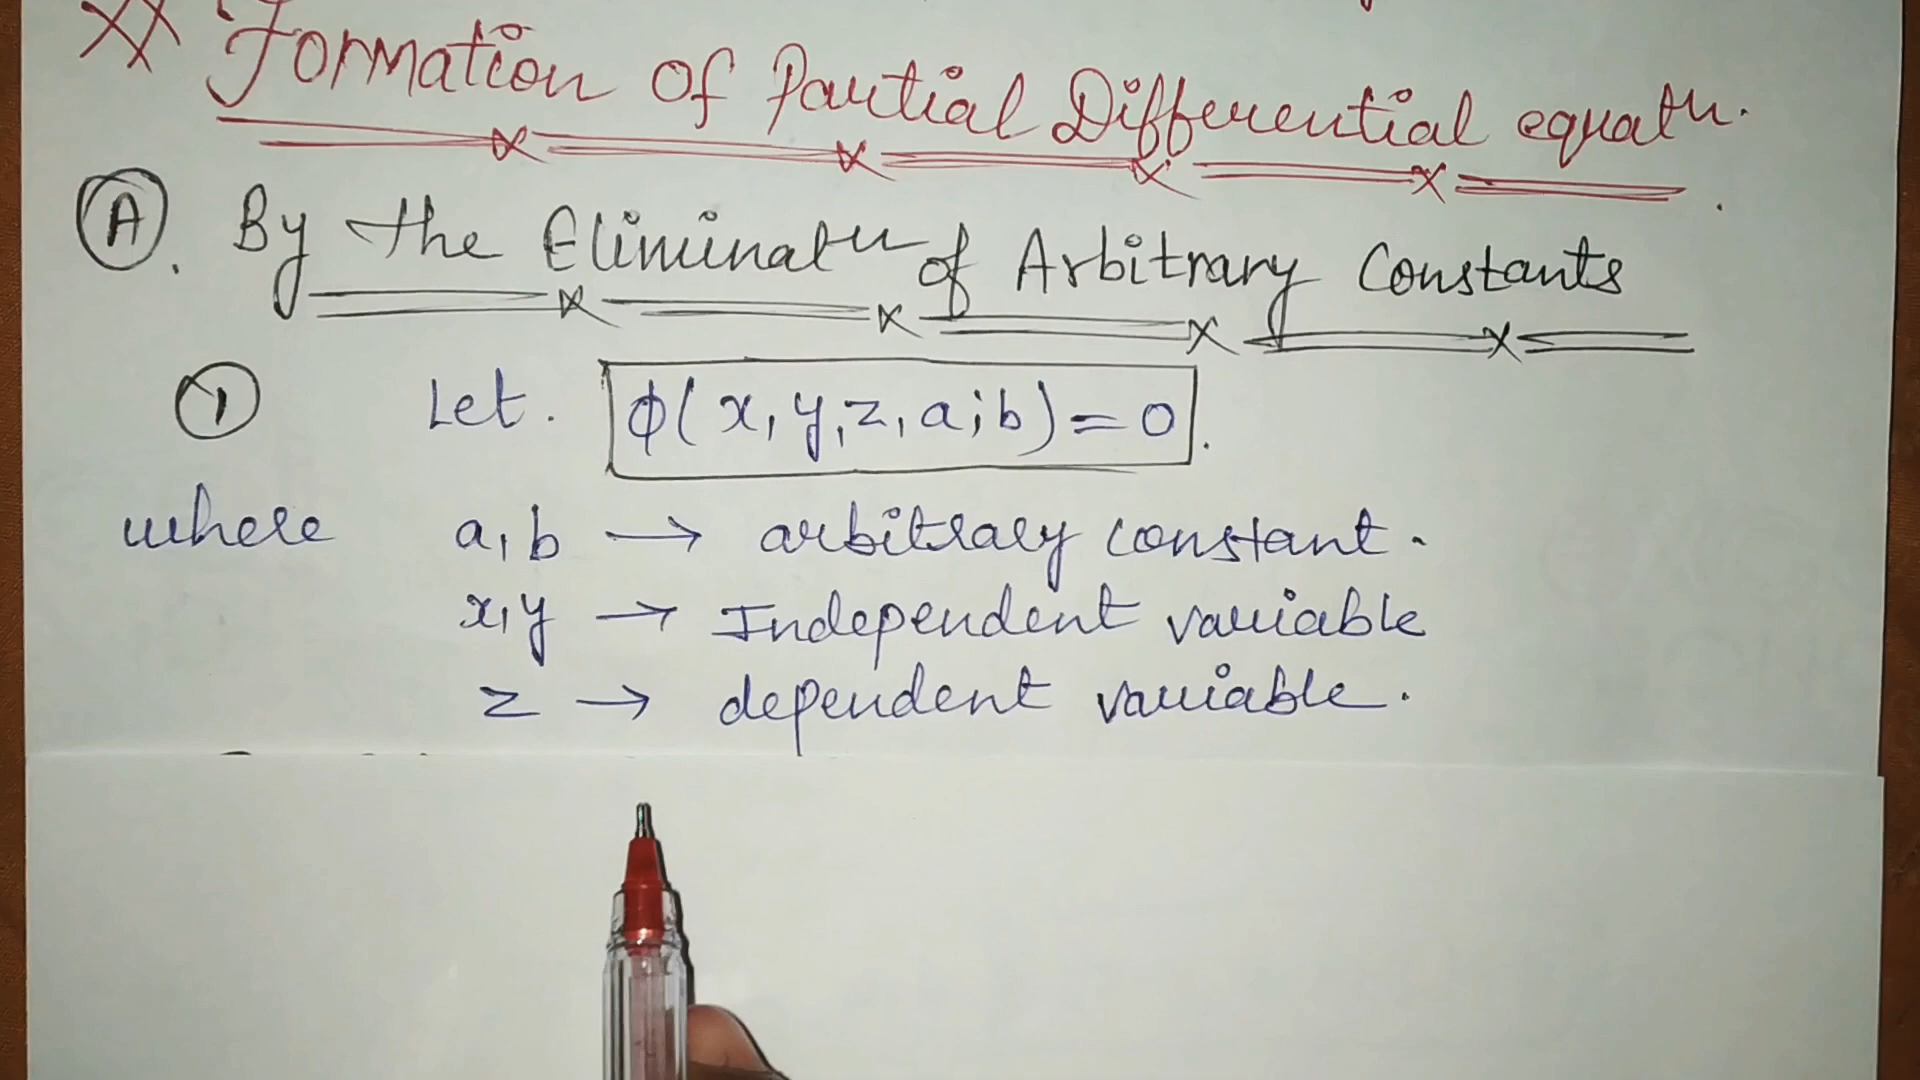 Formation of Partial Differential equatn.
(A). By the Eliminatn of Arbitrary Constants
(1) Let. ϕ(x, y, z, a, b) = 0.
where a, b → arbitrary constant.
x, y → Independent variable
z → dependent variable.